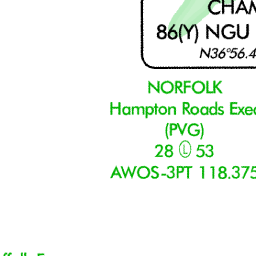 CHAM
86(Y) NGU
N36°56.4
NORFOLK
Hampton Roads Exec
(PVG)
28 Ⓛ 53
AWOS-3PT 118.375